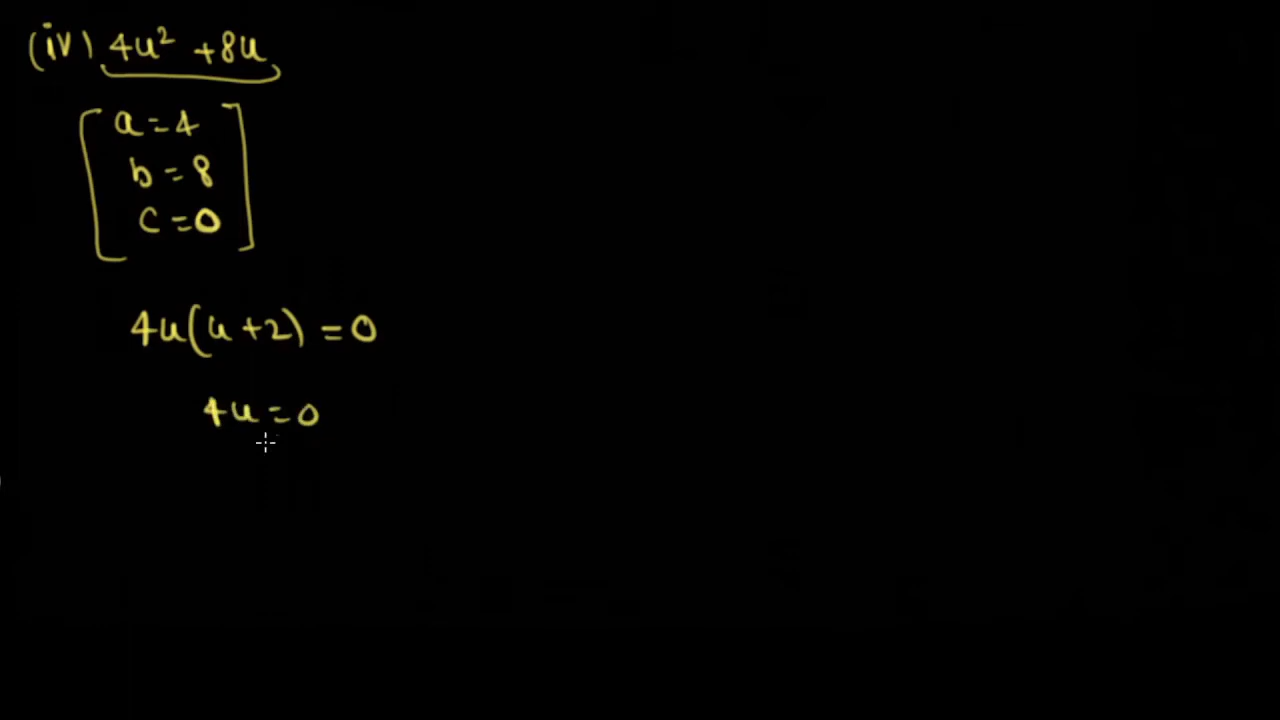 (iv) 4u² + 8u
a = 4
b = 8
c = 0
4u(u+2) = 0
4u = 0